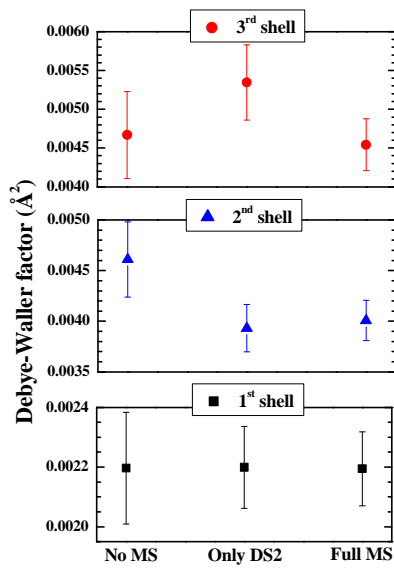 3rd shell
0.0060
0.0055
0.0050
0.0045
0.0040
2nd shell
0.0050
0.0045
0.0040
0.0035
1st shell
0.0024
0.0022
0.0020
No MS Only DS2 Full MS
Debye-Waller factor (Å2)